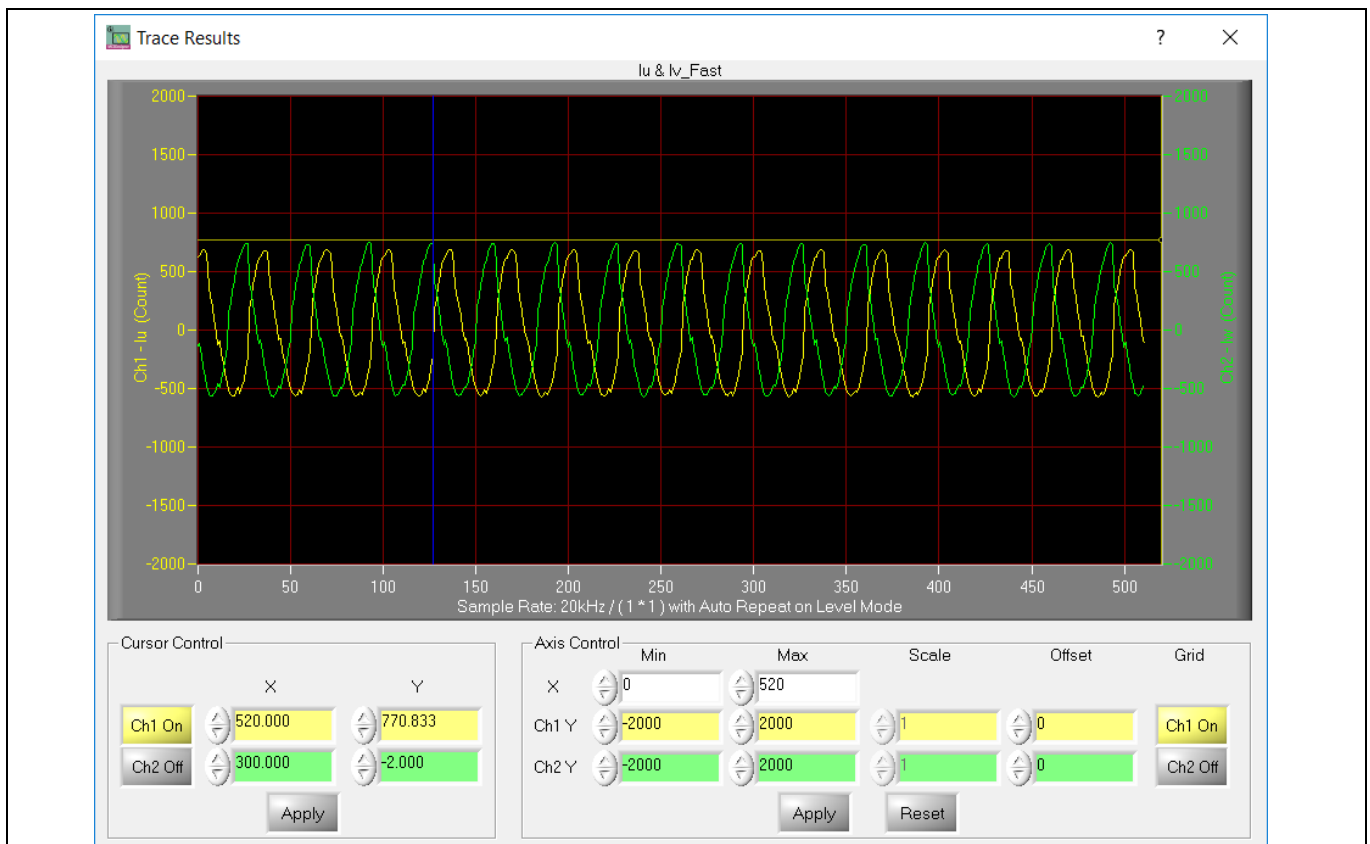 Trace Results ? ×
Iu & Iv_Fast
2000 2000
1500 1500
1000 1000
500 500
0 0
-500 -500
-1000 -1000
-1500 -1500
-2000 -2000
Ch1 - Iu (Count)
Ch2 - Iw (Count)
0 50 100 150 200 250 300 350 400 450 500
Sample Rate: 20kHz / ( 1 * 1 ) with Auto Repeat on Level Mode
Cursor Control
X Y
Ch1 On 520.000 770.833
Ch2 Off 300.000 -2.000
Apply
Axis Control
Min Max Scale Offset Grid
X 0 520
Ch1 Y -2000 2000 1 0 Ch1 On
Ch2 Y -2000 2000 1 0 Ch2 Off
Apply Reset